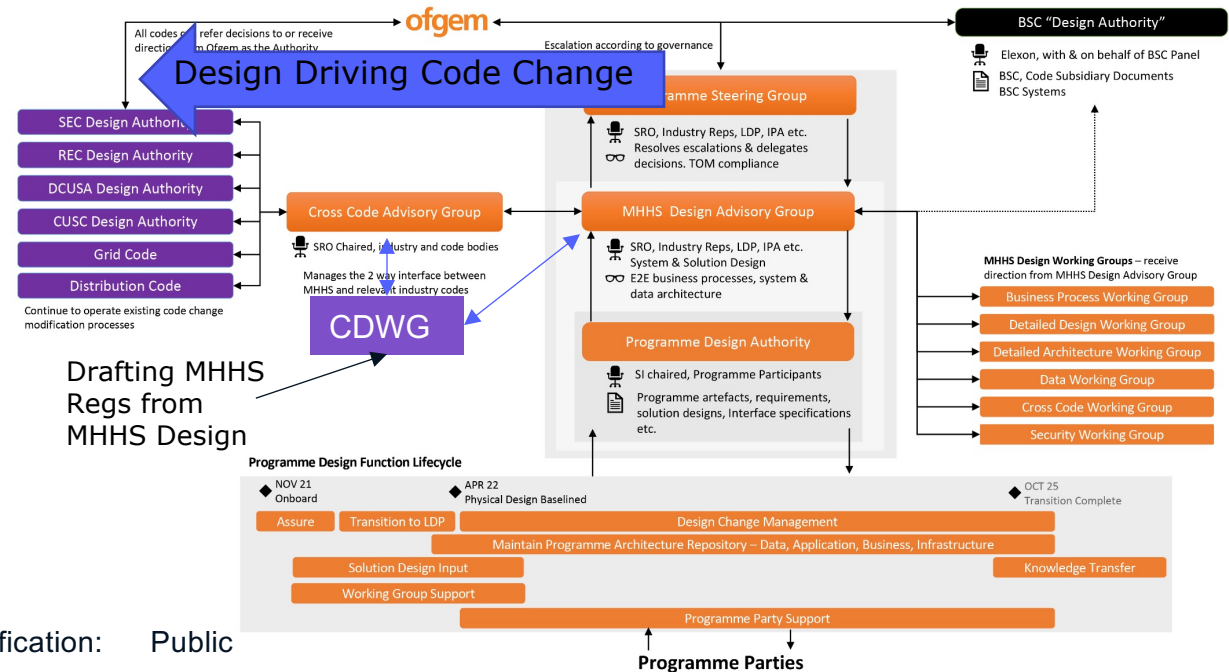 ofgem
BSC "Design Authority"
Elexon, with & on behalf of BSC Panel
BSC, Code Subsidiary Documents
BSC Systems
All codes refer decisions to or receive
Ofgem as the Authority
Escalation according to governance
Design Driving Code Change
Steering Group
SRO, Industry Reps, LDP, IPA etc.
Resolves escalations & delegates
decisions. TOM compliance
SEC Design Authority
REC Design Authority
DCUSA Design Authority
CUSC Design Authority
Grid Code
Distribution Code
Continue to operate existing code change
modification processes
Cross Code Advisory Group
SRO Chaired, industry and code bodies
Manages the 2 way interface between
MHHS and relevant industry codes
CDWG
Drafting MHHS
Regs from
MHHS Design
MHHS Design Advisory Group
SRO, Industry Reps, LDP, IPA etc.
System & Solution Design
E2E business processes, system &
data architecture
Programme Design Authority
SI chaired, Programme Participants
Programme artefacts, requirements,
solution designs, Interface specifications
etc.
MHHS Design Working Groups – receive
direction from MHHS Design Advisory Group
Business Process Working Group
Detailed Design Working Group
Detailed Architecture Working Group
Data Working Group
Cross Code Working Group
Security Working Group
Programme Design Function Lifecycle
NOV 21
Onboard
APR 22
Physical Design Baselined
OCT 25
Transition Complete
Assure
Transition to LDP
Design Change Management
Maintain Programme Architecture Repository – Data, Application, Business, Infrastructure
Solution Design Input
Knowledge Transfer
Working Group Support
Programme Party Support
fication: Public
Programme Parties